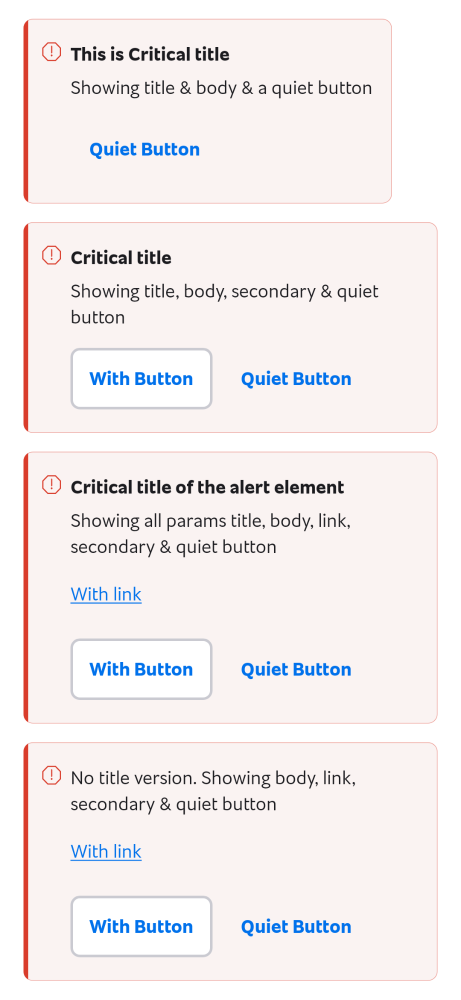 This is Critical title
Showing title & body & a quiet button
Quiet Button
Critical title
Showing title, body, secondary & quiet
button
With Button Quiet Button
Critical title of the alert element
Showing all params title, body, link,
secondary & quiet button
With link
With Button Quiet Button
No title version. Showing body, link,
secondary & quiet button
With link
With Button Quiet Button